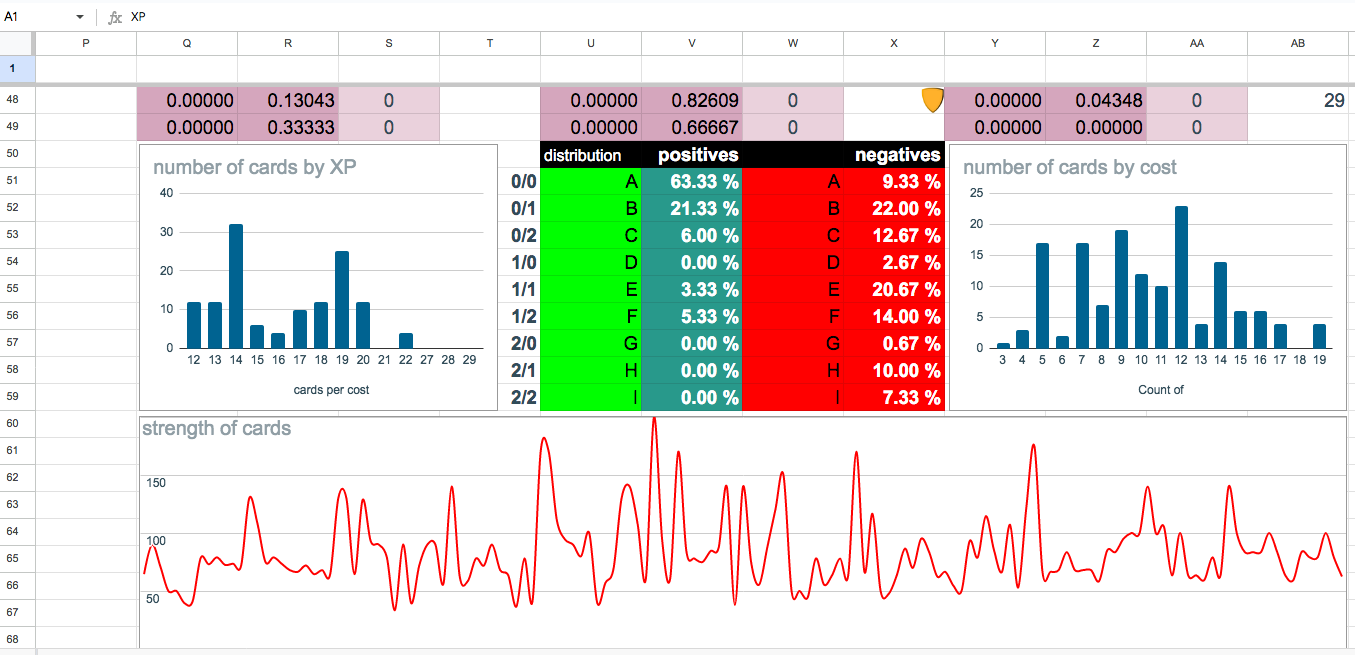 A1 fx XP
P Q R S T U V W X Y Z AA AB
1
48 0.00000 0.13043 0 0.00000 0.82609 0 0.00000 0.04348 0 29
49 0.00000 0.33333 0 0.00000 0.66667 0 0.00000 0.00000 0
50 distribution positives negatives
51 0/0 A 63.33 % A 9.33 %
52 0/1 B 21.33 % B 22.00 %
53 0/2 C 6.00 % C 12.67 %
54 1/0 D 0.00 % D 2.67 %
55 1/1 E 3.33 % E 20.67 %
56 1/2 F 5.33 % F 14.00 %
57 2/0 G 0.00 % G 0.67 %
58 2/1 H 0.00 % H 10.00 %
59 2/2 I 0.00 % I 7.33 %
number of cards by XP
40
30
20
10
0
12 13 14 15 16 17 18 19 20 21 22 27 28 29
cards per cost
number of cards by cost
25
20
15
10
5
0
3 4 5 6 7 8 9 10 11 12 13 14 15 16 17 18 19
Count of
60
61
62
63
64
65
66
67
68
strength of cards
150
100
50